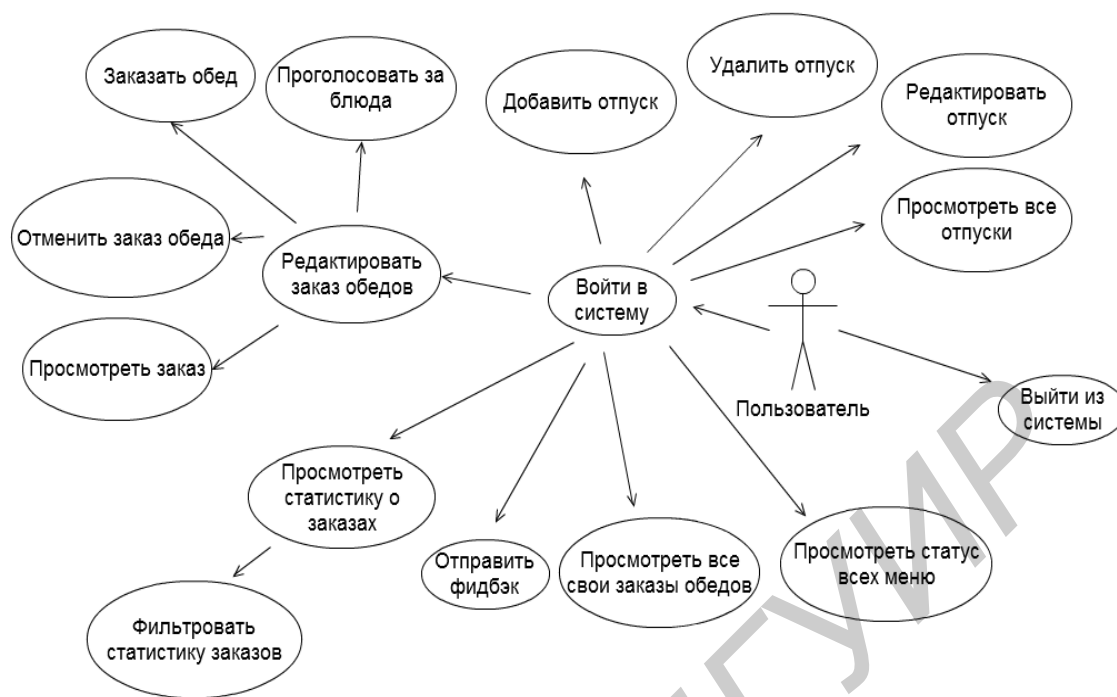 Заказать обед
Проголосовать за
блюда
Добавить отпуск
Удалить отпуск
Редактировать
отпуск
Отменить заказ обеда
Редактировать
заказ обедов
Войти в
систему
Просмотреть все
отпуски
Просмотреть заказ
Пользователь
Выйти из
системы
Просмотреть
статистику о
заказах
Отправить
фидбэк
Просмотреть все
свои заказы обедов
Просмотреть статус
всех меню
Фильтровать
статистику заказов
ГУИР